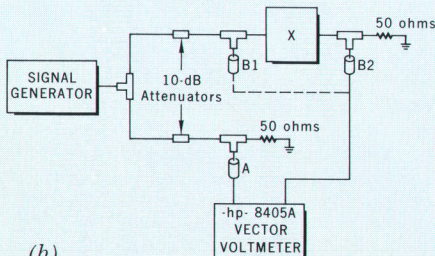 50 ohms
X
B1
B2
SIGNAL
GENERATOR
10-dB
Attenuators
50 ohms
A
-hp- 8405A
VECTOR
VOLTMETER
(b)